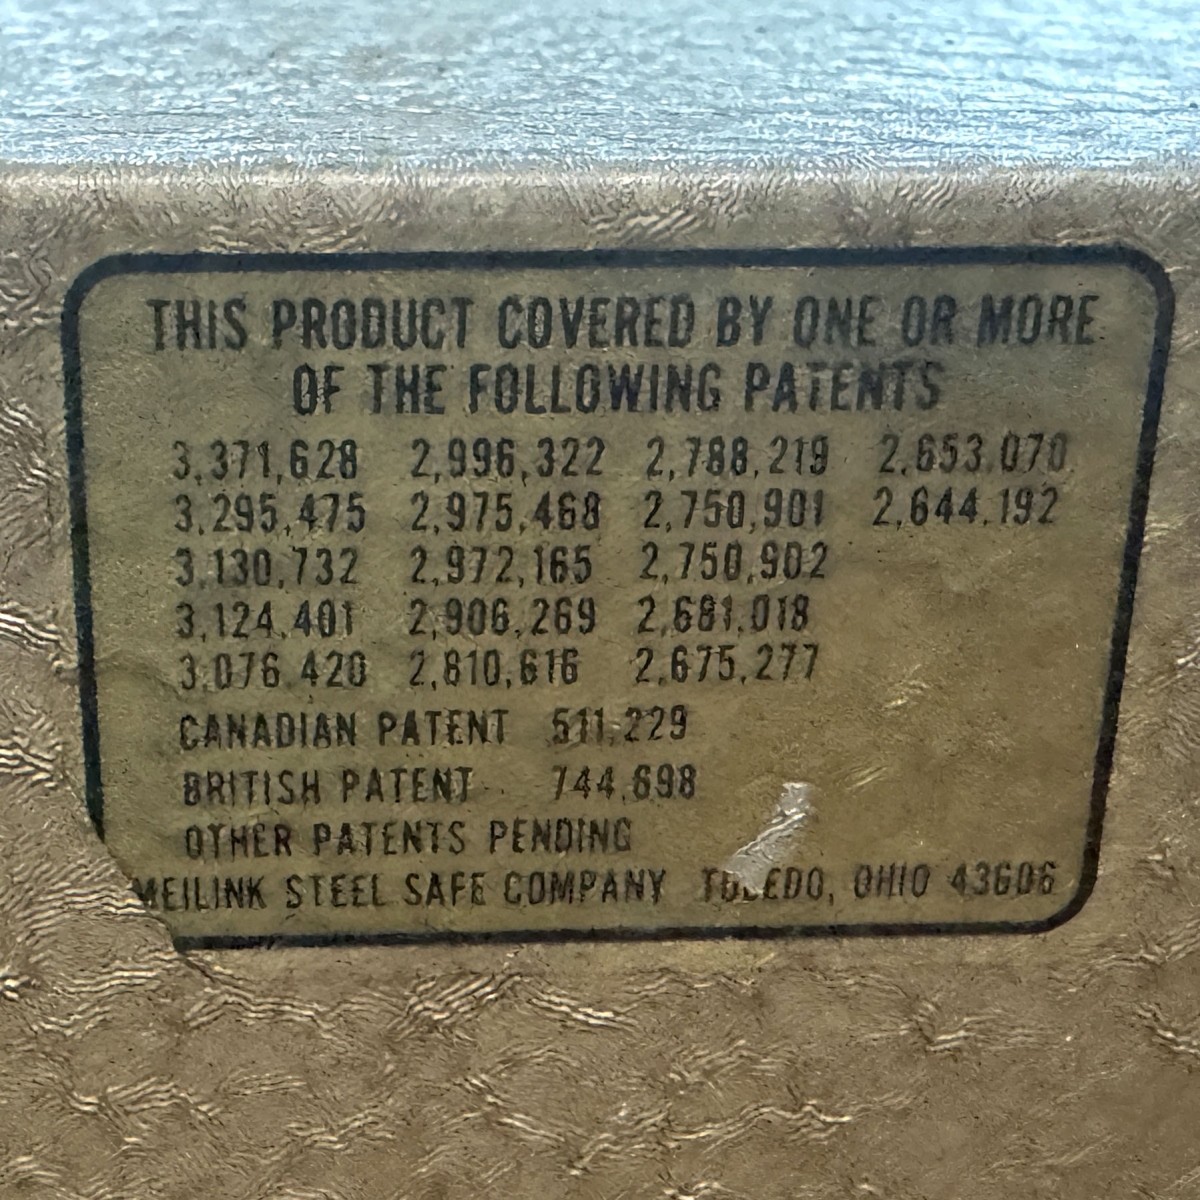 THIS PRODUCT COVERED BY ONE OR MORE
OF THE FOLLOWING PATENTS
3,371,628 2,996,322 2,788,219 2,653,070
3,295,475 2,975,468 2,750,901 2,644,192
3,130,732 2,972,165 2,750,902
3,124,401 2,906,269 2,681,018
3,076,420 2,810,616 2,675,277
CANADIAN PATENT 511,229
BRITISH PATENT 744,698
OTHER PATENTS PENDING
MEILINK STEEL SAFE COMPANY TOLEDO, OHIO 43606